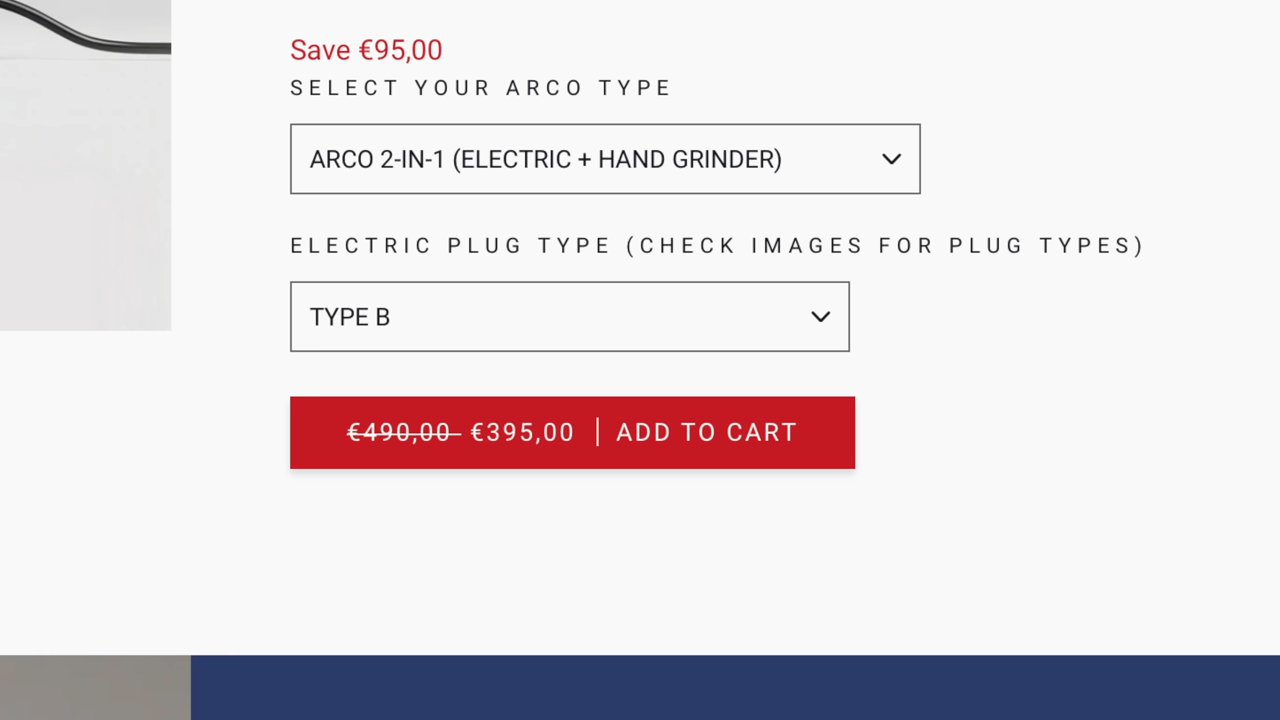 Save €95,00
SELECT YOUR ARCO TYPE
ARCO 2-IN-1 (ELECTRIC + HAND GRINDER)
ELECTRIC PLUG TYPE (CHECK IMAGES FOR PLUG TYPES)
TYPE B
€490,00 €395,00 | ADD TO CART